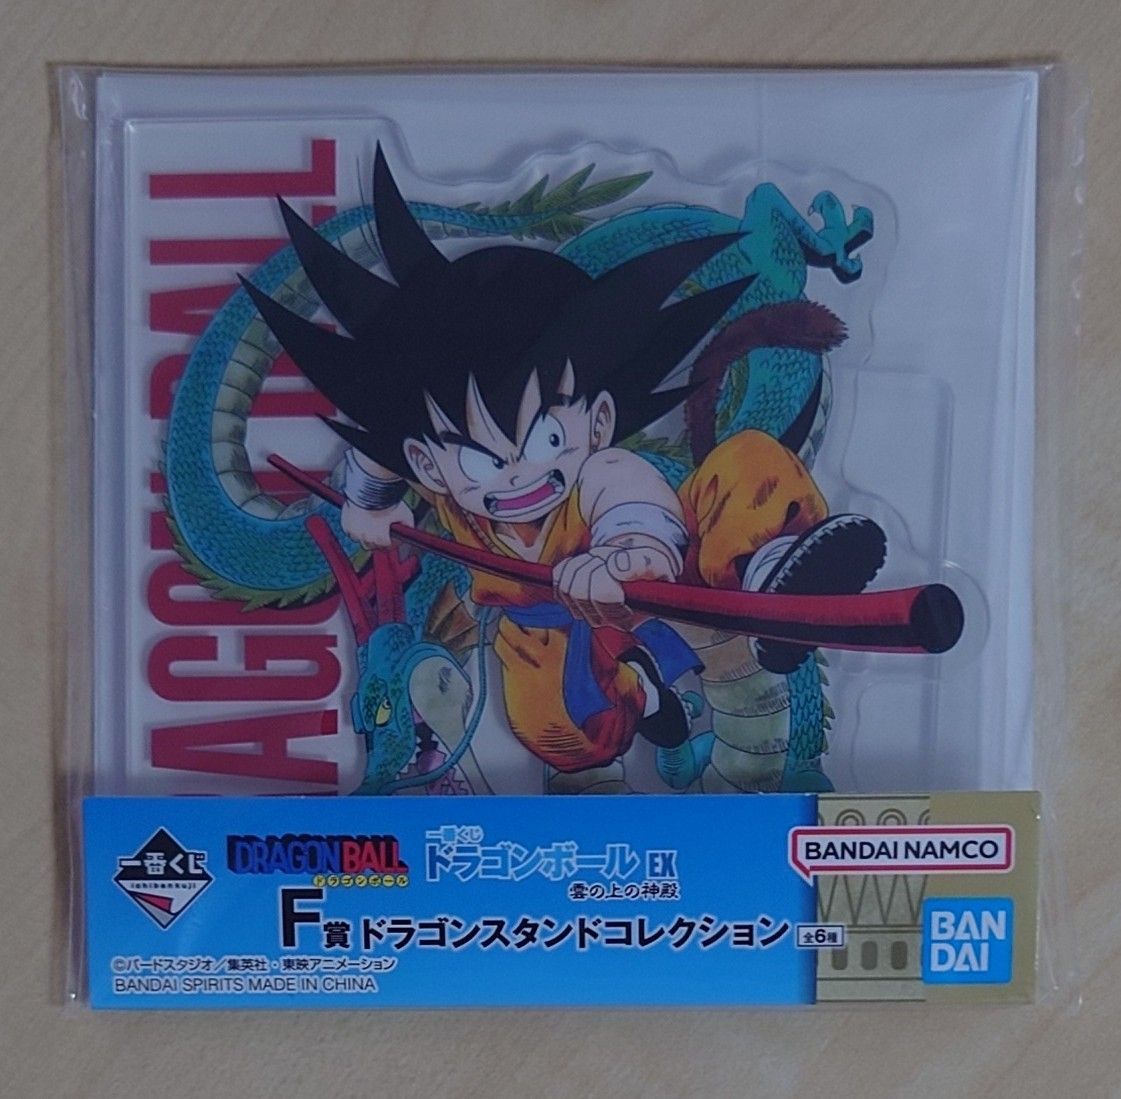 DRAGON BALL
一番くじ
ichibankuji
DRAGON BALL
ドラゴンボール
一番くじ
ドラゴンボール EX
雲の上の神殿
F賞 ドラゴンスタンドコレクション 全6種
BANDAI NAMCO
BAN
DAI
©バードスタジオ/集英社・東映アニメーション
BANDAI SPIRITS MADE IN CHINA